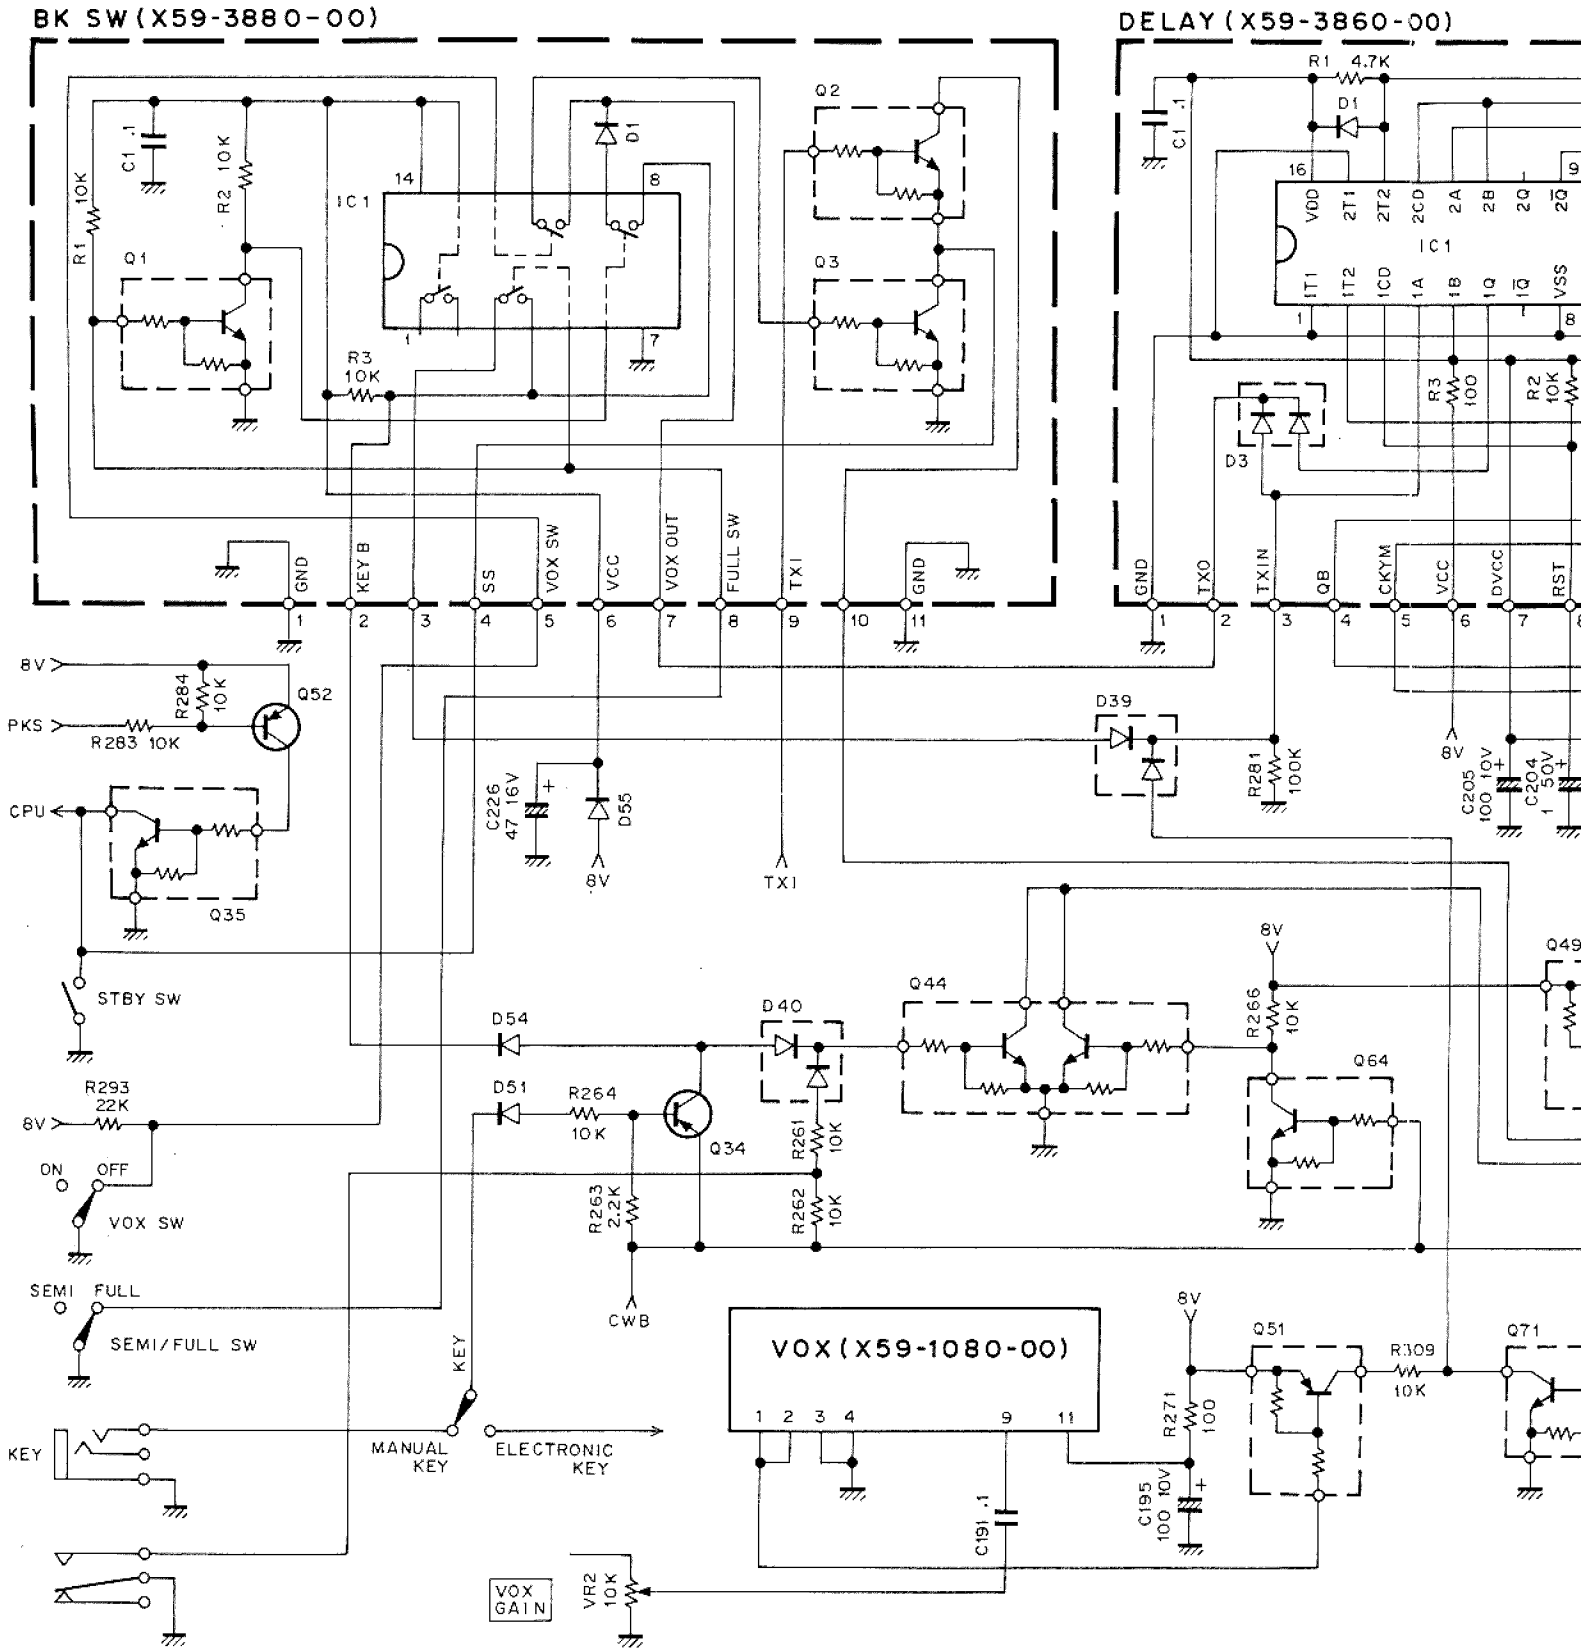 BK SW (X59-3880-00)
DELAY (X59-3860-00)
R1 10K
C1 .1
R2 10K
Q1
14
IC1
D1
8
1
7
R3
10K
Q2
Q3
R1 4.7K
C1 .1
D1
16
9
VDD
2T1
2T2
2CD
2A
2B
2Q
2Q
IC1
1T1
1T2
1CD
1A
1B
1Q
1Q
VSS
1
8
D3
R3
100
R2
10K
GND
KEY B
SS
VOX SW
VCC
VOX OUT
FULL SW
TX1
GND
1
2
3
4
5
6
7
8
9
10
11
GND
TXO
TXIN
QB
CKYM
VCC
DVCC
RST
1
2
3
4
5
6
7
8
8V
R284
10K
Q52
PKS
R283 10K
CPU
Q35
STBY SW
C226
47 16V
+
D55
8V
TX1
D39
R281
100K
8V
C205
100 10V
+
C204
1 50V
+
8V
R266
10K
Q49
Q44
D54
D40
D51
R264
10K
Q34
R261
10K
Q64
R293
22K
8V
ON OFF
VOX SW
R263
2.2K
R262
10K
SEMI FULL
SEMI/FULL SW
CWB
KEY
VOX (X59-1080-00)
1 2 3 4 9 11
8V
Q51
R309
10K
Q71
R271
100
KEY
MANUAL
KEY
ELECTRONIC
KEY
C191 .1
C195
100 10V
+
VOX
GAIN
VR2
10K